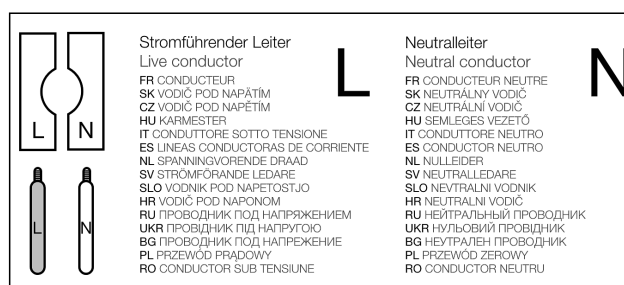 L N
L N
Stromführender Leiter
Live conductor
FR CONDUCTEUR
SK VODIČ POD NAPÄTÍM
CZ VODIČ POD NAPĚTÍM
HU KARMESTER
IT CONDUTTORE SOTTO TENSIONE
ES LINEAS CONDUCTORAS DE CORRIENTE
NL SPANNINGVORENDE DRAAD
SV STRÖMFÖRANDE LEDARE
SLO VODNIK POD NAPETOSTJO
HR VODIČ POD NAPONOM
RU ПРОВОДНИК ПОД НАПРЯЖЕНИЕМ
UKR ПРОВІДНИК ПІД НАПРУГОЮ
BG ПРОВОДНИК ПОД НАПРЕЖЕНИЕ
PL PRZEWÓD PRĄDOWY
RO CONDUCTOR SUB TENSIUNE
L
Neutralleiter
Neutral conductor
FR CONDUCTEUR NEUTRE
SK NEUTRÁLNY VODIČ
CZ NEUTRÁLNÍ VODIČ
HU SEMLEGES VEZETŐ
IT CONDUTTORE NEUTRO
ES CONDUCTOR NEUTRO
NL NULLEIDER
SV NEUTRALLEDARE
SLO NEVTRALNI VODNIK
HR NEUTRALNI VODIČ
RU НЕЙТРАЛЬНЫЙ ПРОВОДНИК
UKR НУЛЬОВИЙ ПРОВІДНИК
BG НЕУТРАЛЕН ПРОВОДНИК
PL PRZEWÓD ZEROWY
RO CONDUCTOR NEUTRU
N